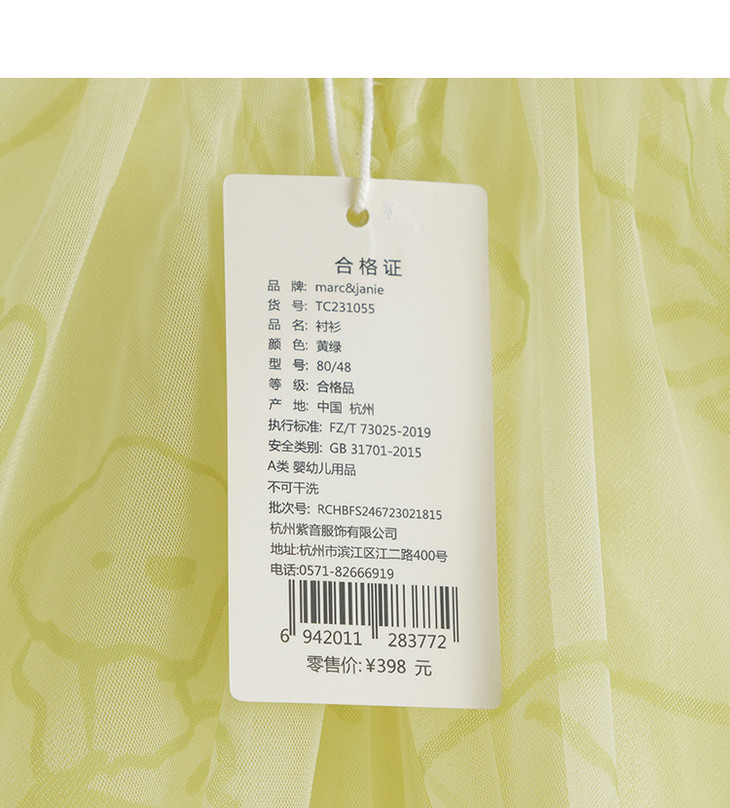 合格证
品 牌: marc&janie
货 号: TC231055
品 名: 衬衫
颜 色: 黄绿
型 号: 80/48
等 级: 合格品
产 地: 中国 杭州
执行标准: FZ/T 73025-2019
安全类别: GB 31701-2015
A类 婴幼儿用品
不可干洗
批次号: RCHBFS246723021815
杭州紫音服饰有限公司
地址:杭州市滨江区江二路400号
电话:0571-82666919
6 942011 283772
零售价:¥398 元